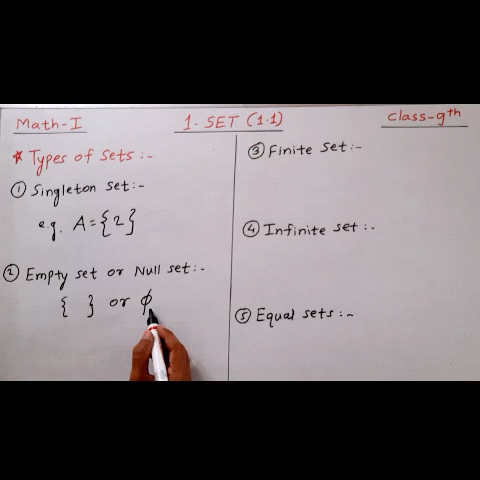 Math-I
1. SET (1.1)
Class-9th
* Types of Sets :-
① Singleton Set:-
e.g. A={2}
② Empty set or Null set:-
{ } or ϕ
③ Finite Set:-
④ Infinite set :-
⑤ Equal sets :-